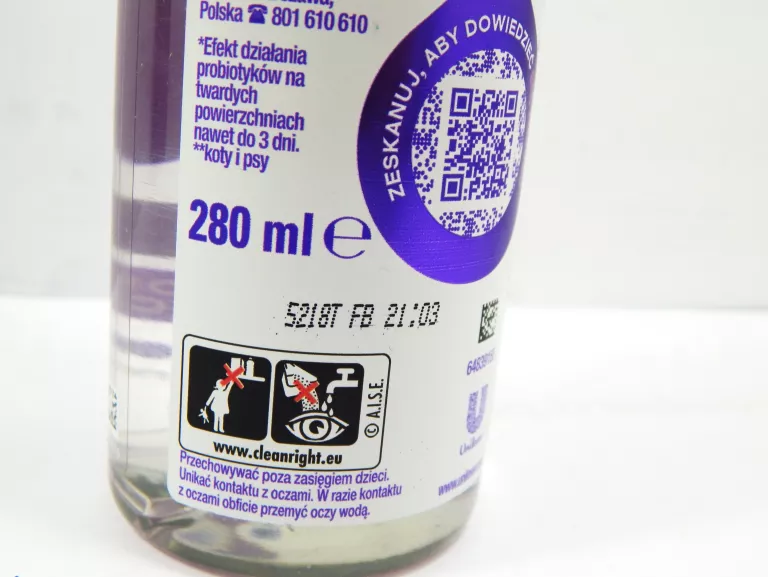 Polska ☎ 801 610 610
*Efekt działania
probiotyków na
twardych
powierzchniach
nawet do 3 dni.
**koty i psy
ZESKANUJ, ABY DOWIEDZIEĆ
280 ml e
5218T FB 21:03
© A.I.S.E.
www.cleanright.eu
Przechowywać poza zasięgiem dzieci.
Unikać kontaktu z oczami. W razie kontaktu
z oczami obficie przemyć oczy wodą.